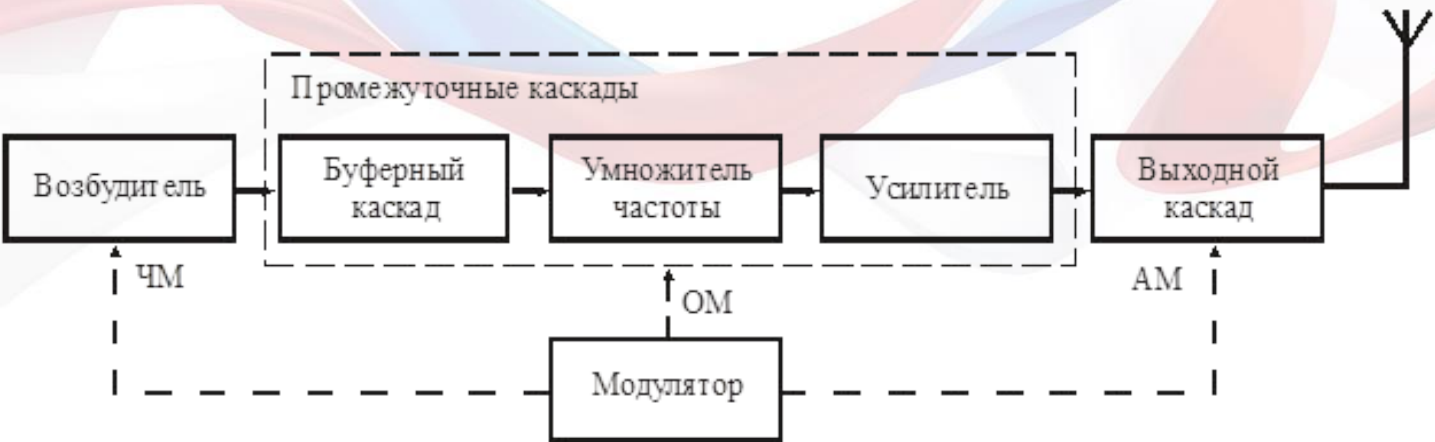 Промежуточные каскады
Возбудитель
Буферный
каскад
Умножитель
частоты
Усилитель
Выходной
каскад
ЧМ
ОМ
АМ
Модулятор